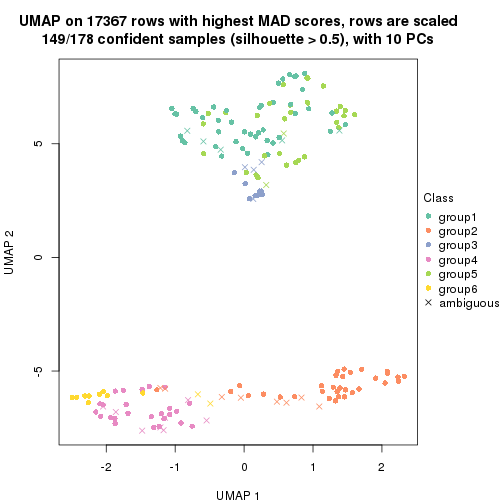 UMAP on 17367 rows with highest MAD scores, rows are scaled
149/178 confident samples (silhouette > 0.5), with 10 PCs
5
0
-5
UMAP 2
-2
-1
0
1
2
UMAP 1
Class
group1
group2
group3
group4
group5
group6
ambiguous